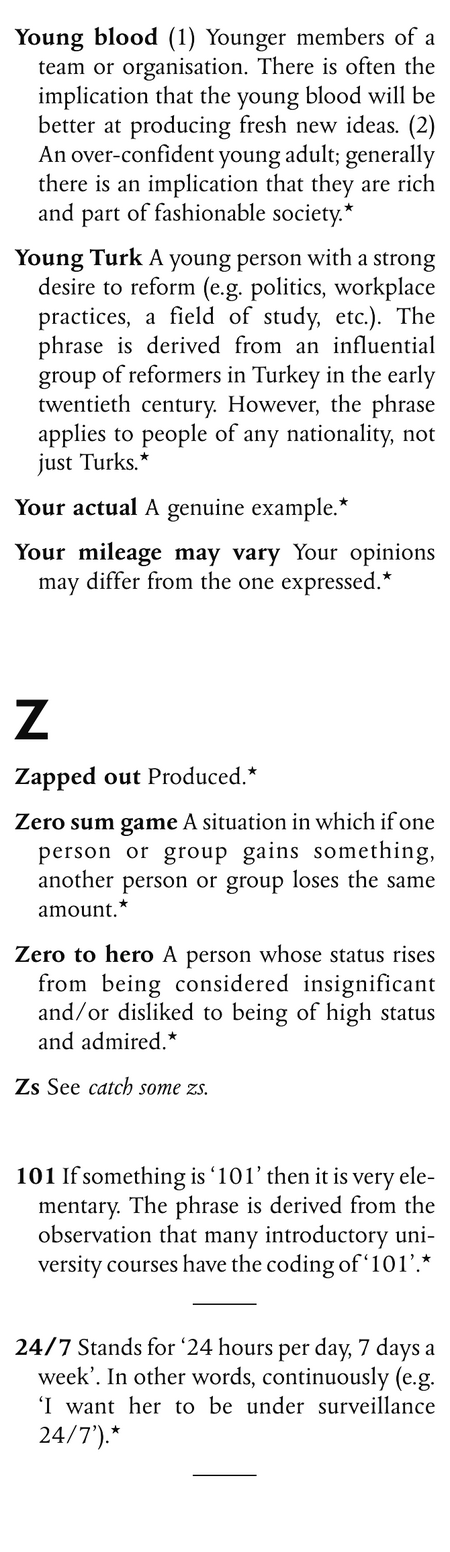 Young blood (1) Younger members of a
team or organisation. There is often the
implication that the young blood will be
better at producing fresh new ideas. (2)
An over-confident young adult; generally
there is an implication that they are rich
and part of fashionable society.★
Young Turk A young person with a strong
desire to reform (e.g. politics, workplace
practices, a field of study, etc.). The
phrase is derived from an influential
group of reformers in Turkey in the early
twentieth century. However, the phrase
applies to people of any nationality, not
just Turks.★
Your actual A genuine example.★
Your mileage may vary Your opinions
may differ from the one expressed.★
Z
Zapped out Produced.★
Zero sum game A situation in which if one
person or group gains something,
another person or group loses the same
amount.★
Zero to hero A person whose status rises
from being considered insignificant
and/or disliked to being of high status
and admired.★
Zs See catch some zs.
101 If something is ‘101’ then it is very ele-
mentary. The phrase is derived from the
observation that many introductory uni-
versity courses have the coding of ‘101’.★
24/7 Stands for ‘24 hours per day, 7 days a
week’. In other words, continuously (e.g.
‘I want her to be under surveillance
24/7’).★